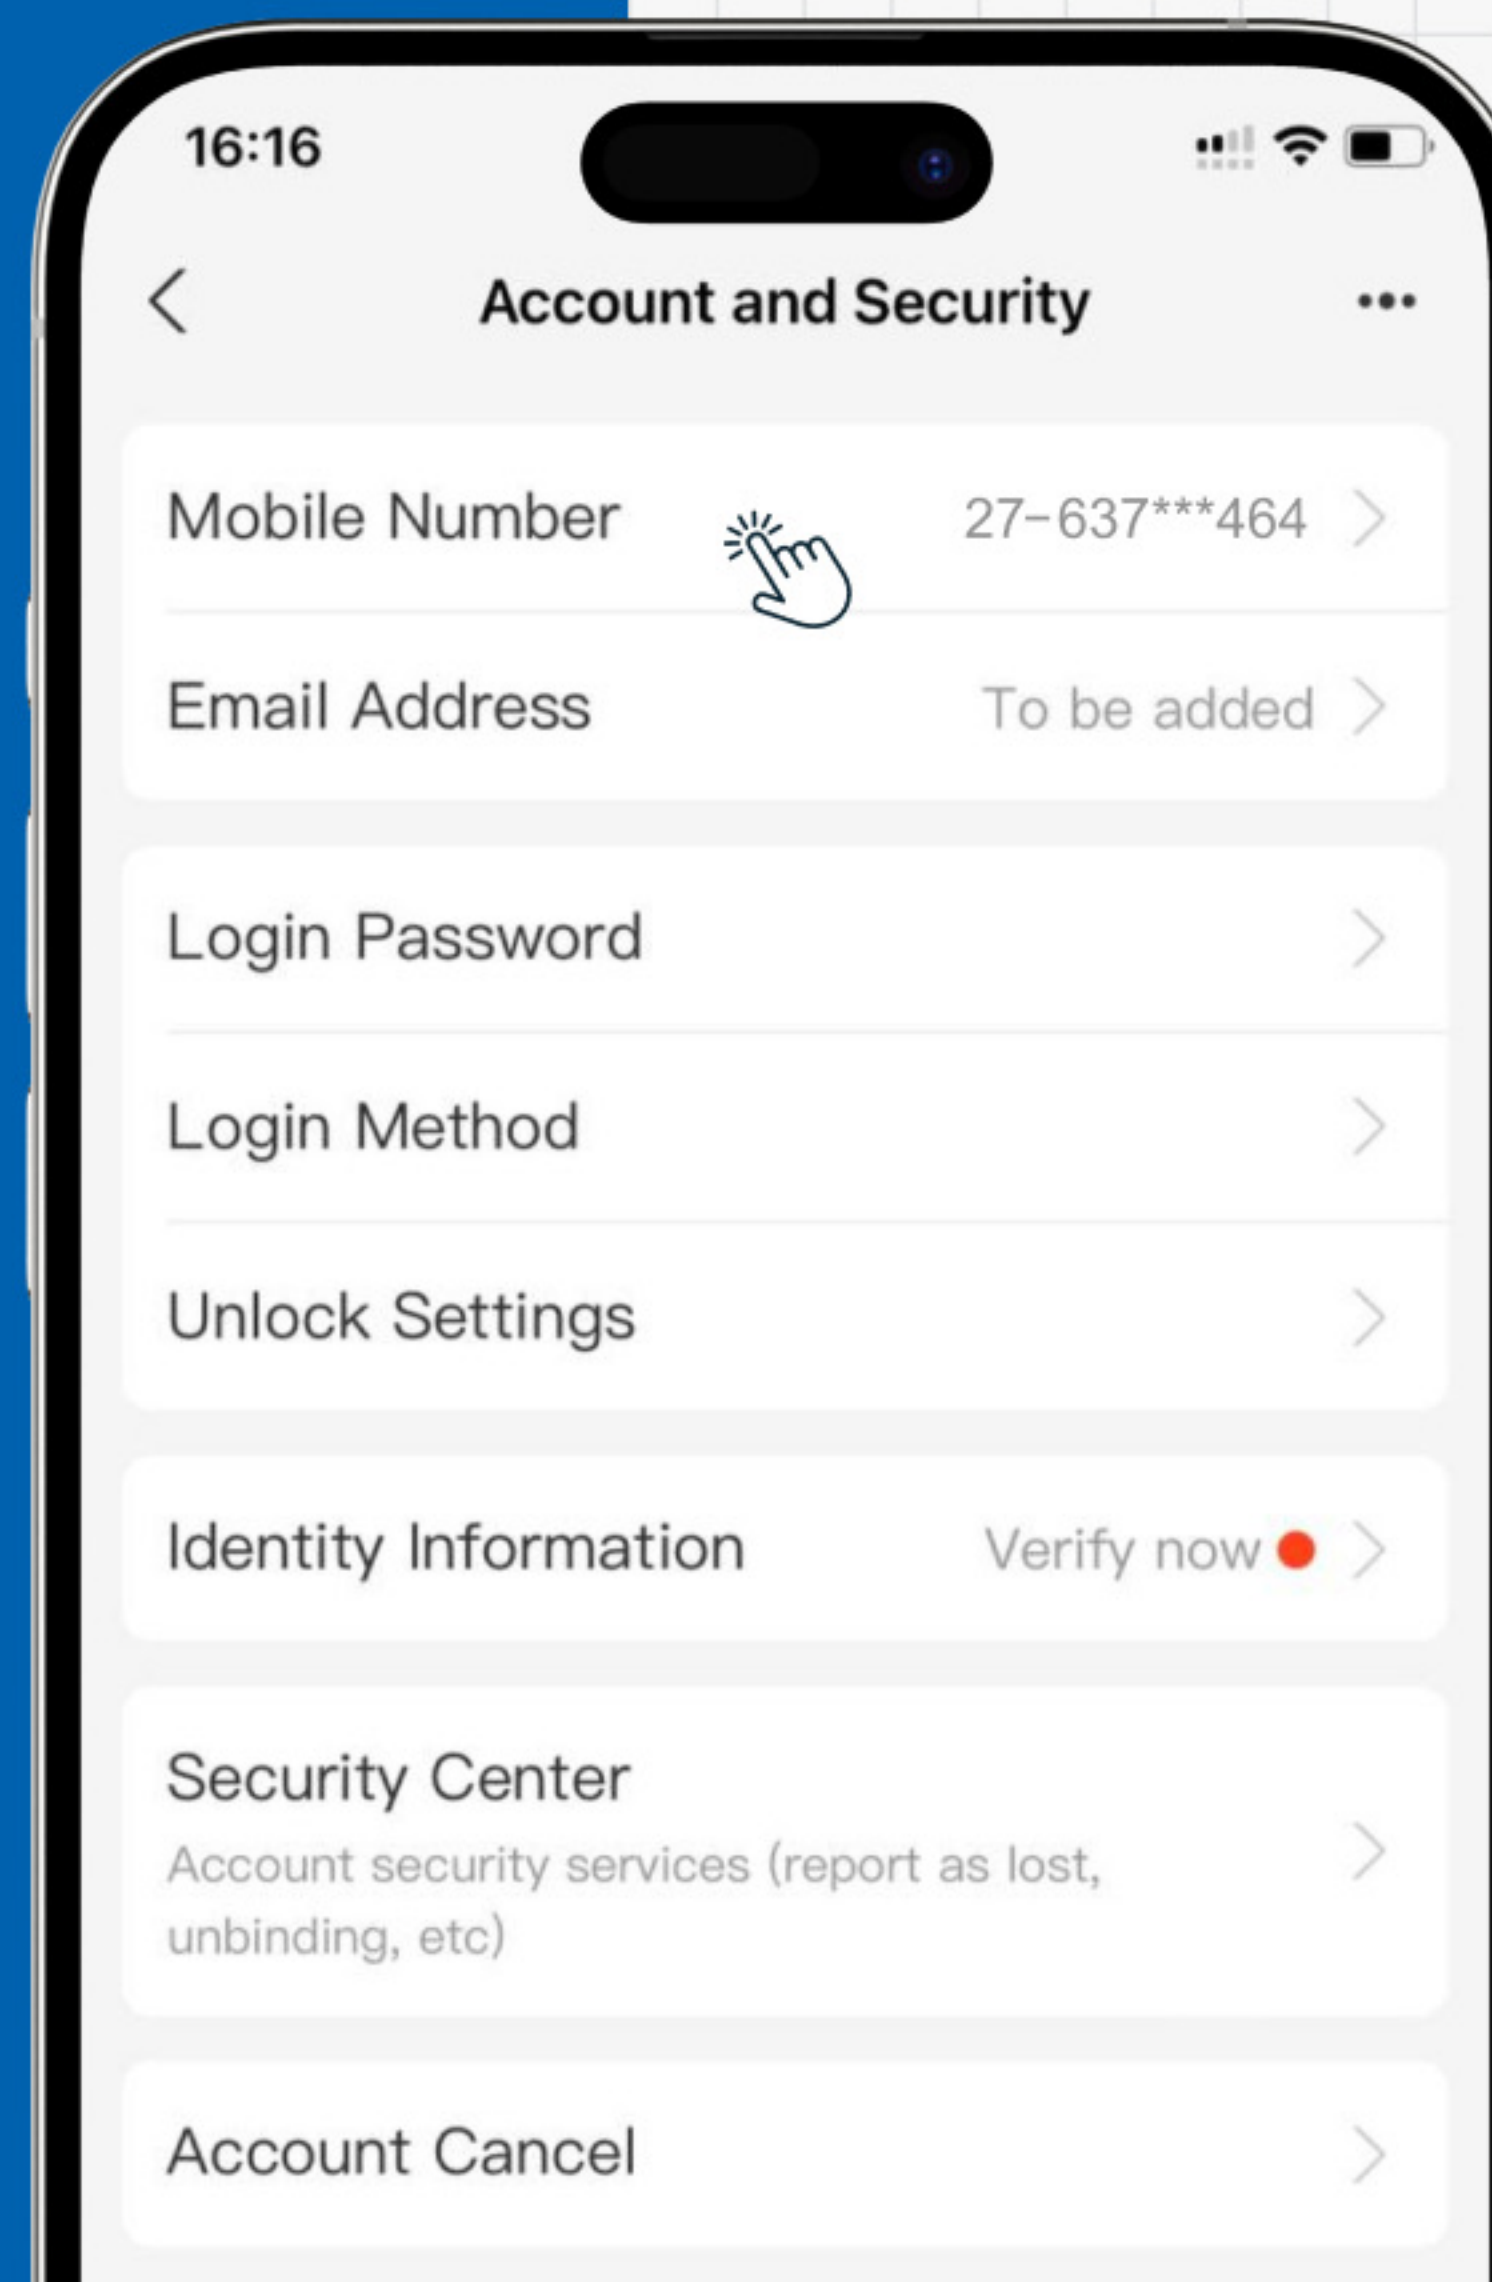 16:16
Account and Security
Mobile Number 27-637***464
Email Address To be added
Login Password
Login Method
Unlock Settings
Identity Information Verify now
Security Center
Account security services (report as lost,
unbinding, etc)
Account Cancel